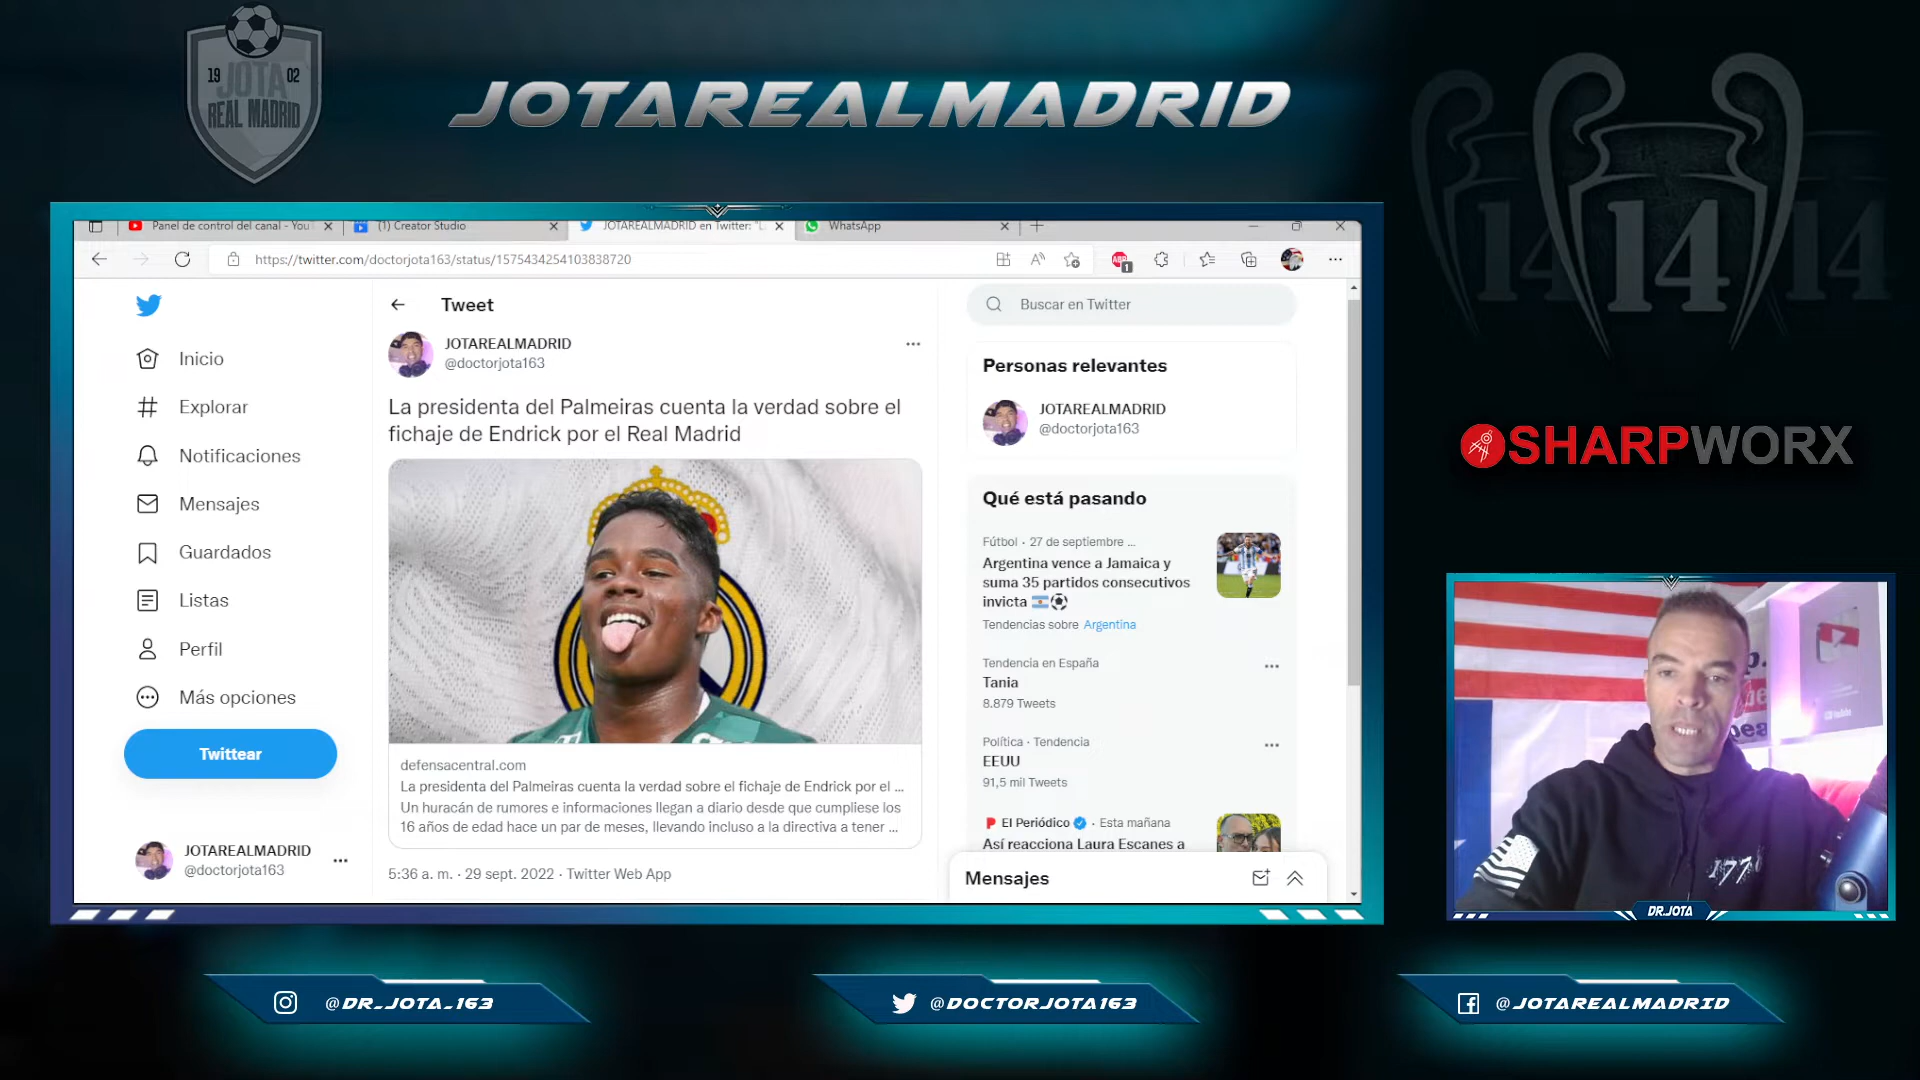 19 02
JOTA
REAL MADRID
JOTAREALMADRID
14 14 14
Panel de control del canal - You
(1) Creator Studio
JOTAREALMADRID en Twitter: "L
WhatsApp
https://twitter.com/doctorjota163/status/1575434254103838720
ABP
1
Inicio
Explorar
Notificaciones
Mensajes
Guardados
Listas
Perfil
Más opciones
Twittear
JOTAREALMADRID
@doctorjota163
Tweet
JOTAREALMADRID
@doctorjota163
La presidenta del Palmeiras cuenta la verdad sobre el
fichaje de Endrick por el Real Madrid
defensacentral.com
La presidenta del Palmeiras cuenta la verdad sobre el fichaje de Endrick por el ...
Un huracán de rumores e informaciones llegan a diario desde que cumpliese los
16 años de edad hace un par de meses, llevando incluso a la directiva a tener ...
5:36 a. m. · 29 sept. 2022 · Twitter Web App
Buscar en Twitter
Personas relevantes
JOTAREALMADRID
@doctorjota163
Qué está pasando
Fútbol · 27 de septiembre ...
Argentina vence a Jamaica y
suma 35 partidos consecutivos
invicta
Tendencias sobre Argentina
Tendencia en España
Tania
8.879 Tweets
Política · Tendencia
EEUU
91,5 mil Tweets
El Periódico · Esta mañana
Así reacciona Laura Escanes a
Mensajes
SHARPWORX
YouTube
1776
DR.JOTA
@DR_JOTA_163
@DOCTORJOTA163
@JOTAREALMADRID